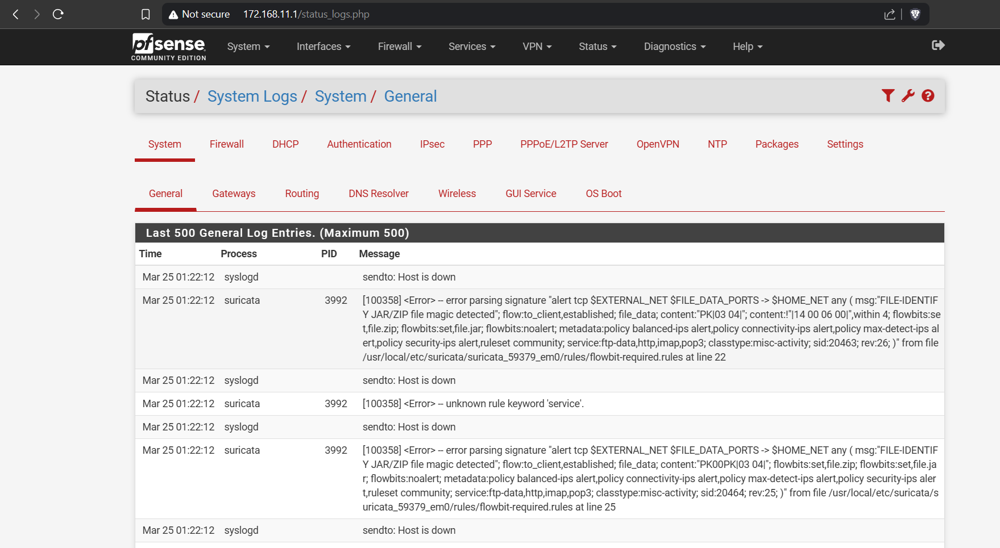 Not secure 172.168.11.1/status_logs.php
pfsense
COMMUNITY EDITION
System Interfaces Firewall Services VPN Status Diagnostics Help
Status / System Logs / System / General
System Firewall DHCP Authentication IPsec PPP PPPoE/L2TP Server OpenVPN NTP Packages Settings
General Gateways Routing DNS Resolver Wireless GUI Service OS Boot
Last 500 General Log Entries. (Maximum 500)
Time Process PID Message
Mar 25 01:22:12 syslogd sendto: Host is down
Mar 25 01:22:12 suricata 3992 [100358] <Error> -- error parsing signature "alert tcp $EXTERNAL_NET $FILE_DATA_PORTS -> $HOME_NET any ( msg:"FILE-IDENTIF
Y JAR/ZIP file magic detected"; flow:to_client,established; file_data; content:"PK|03 04|"; content:!"|14 00 06 00|",within 4; flowbits:se
t,file.zip; flowbits:set,file.jar; flowbits:noalert; metadata:policy balanced-ips alert,policy connectivity-ips alert,policy max-detect-ips al
ert,policy security-ips alert,ruleset community; service:ftp-data,http,imap,pop3; classtype:misc-activity; sid:20463; rev:26; )" from file
/usr/local/etc/suricata/suricata_59379_em0/rules/flowbit-required.rules at line 22
Mar 25 01:22:12 syslogd sendto: Host is down
Mar 25 01:22:12 suricata 3992 [100358] <Error> -- unknown rule keyword 'service'.
Mar 25 01:22:12 syslogd sendto: Host is down
Mar 25 01:22:12 suricata 3992 [100358] <Error> -- error parsing signature "alert tcp $EXTERNAL_NET $FILE_DATA_PORTS -> $HOME_NET any ( msg:"FILE-IDENTIF
Y JAR/ZIP file magic detected"; flow:to_client,established; file_data; content:"PK00PK|03 04|"; flowbits:set,file.zip; flowbits:set,file.ja
r; flowbits:noalert; metadata:policy balanced-ips alert,policy connectivity-ips alert,policy max-detect-ips alert,policy security-ips aler
t,ruleset community; service:ftp-data,http,imap,pop3; classtype:misc-activity; sid:20464; rev:25; )" from file /usr/local/etc/suricata/s
uricata_59379_em0/rules/flowbit-required.rules at line 25
Mar 25 01:22:12 syslogd sendto: Host is down